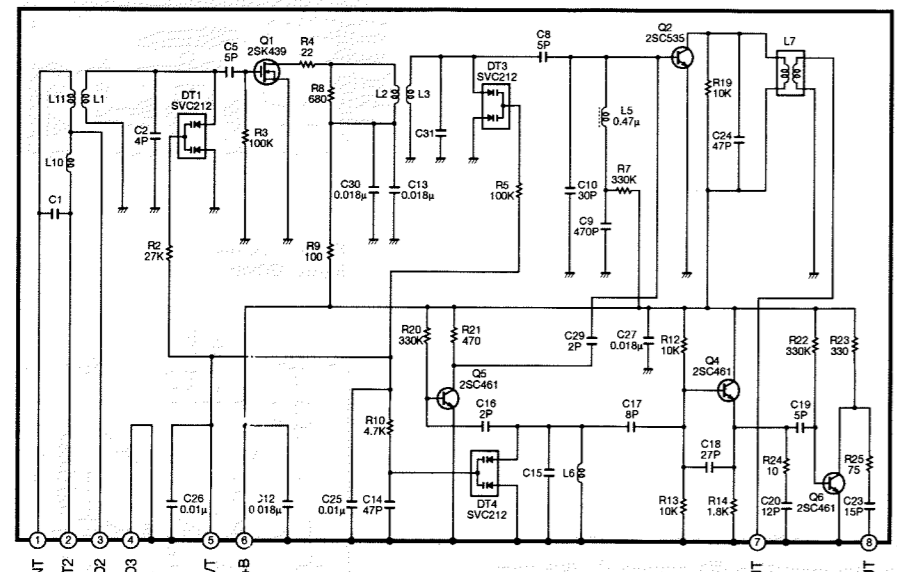 Q1
2SK439
R4
22
C5
5P
C8
5P
Q2
2SC535
L7
L11
L1
DT1
SVC212
R8
680
L2
L3
DT3
SVC212
R19
10K
C2
4P
R3
100K
C31
L5
0.47μ
C24
47P
L10
C30
0.018μ
C13
0.018μ
R5
100K
R7
330K
C10
30P
C1
C9
470P
R2
27K
R9
100
R20
330K
R21
470
C29
2P
C27
0.018μ
R12
10K
R22
330K
R23
330
Q5
2SC461
Q4
2SC461
C16
2P
C17
8P
C19
5P
R10
4.7K
C18
27P
R24
10
R25
75
C15
L6
Q6
2SC461
C26
0.01μ
C12
0.018μ
C25
0.01μ
C14
47P
DT4
SVC212
R13
10K
R14
1.8K
C20
12P
C23
15P
1
2
3
4
5
6
7
8